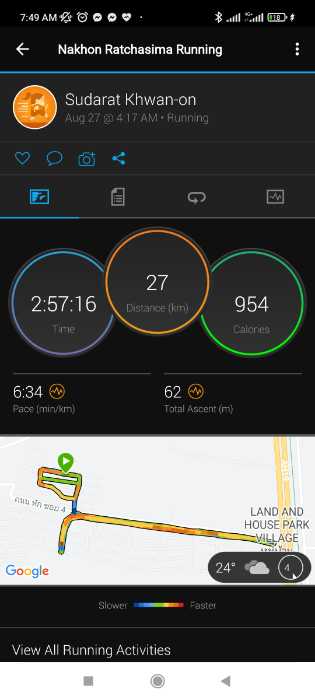 7:49 AM
Nakhon Ratchasima Running
Sudarat Khwan-on
Aug 27 @ 4:17 AM • Running
2:57:16
Time
27
Distance (km)
954
Calories
6:34
Pace (min/km)
62
Total Ascent (m)
ถนน ทัก ซอย 4
LAND AND
HOUSE PARK
VILLAGE
Google
24°
4
Slower
Faster
View All Running Activities